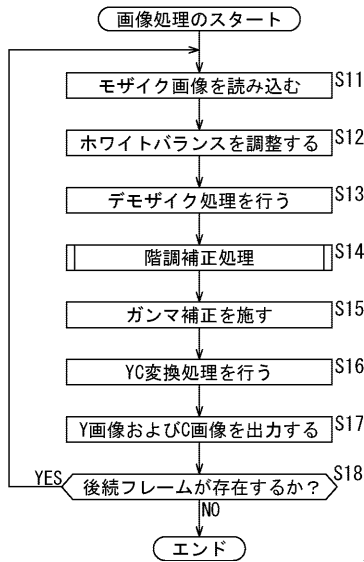 画像処理のスタート
モザイク画像を読み込む S11
ホワイトバランスを調整する S12
デモザイク処理を行う S13
階調補正処理 S14
ガンマ補正を施す S15
YC変換処理を行う S16
Y画像およびC画像を出力する S17
後続フレームが存在するか? S18
YES
NO
エンド